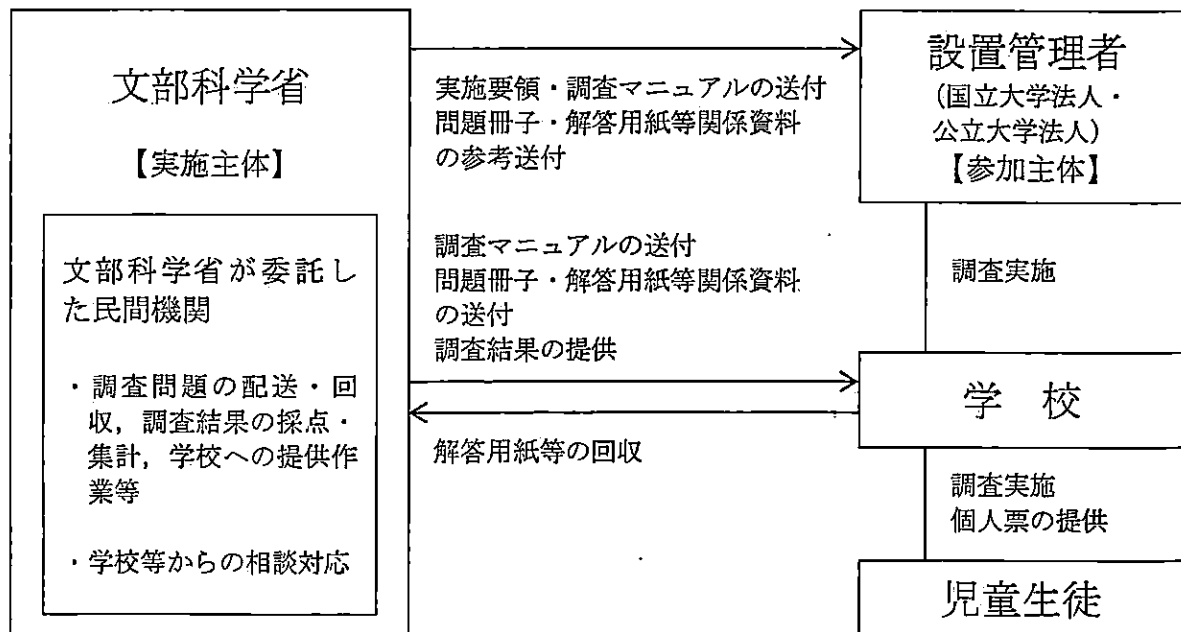 文部科学省
【実施主体】
文部科学省が委託し
た民間機関
・調査問題の配送・回
収，調査結果の採点・
集計，学校への提供作
業等
・学校等からの相談対応
実施要領・調査マニュアルの送付
問題冊子・解答用紙等関係資料
の参考送付
調査マニュアルの送付
問題冊子・解答用紙等関係資料
の送付
調査結果の提供
解答用紙等の回収
設置管理者
（国立大学法人・
公立大学法人）
【参加主体】
調査実施
学　校
調査実施
個人票の提供
児童生徒